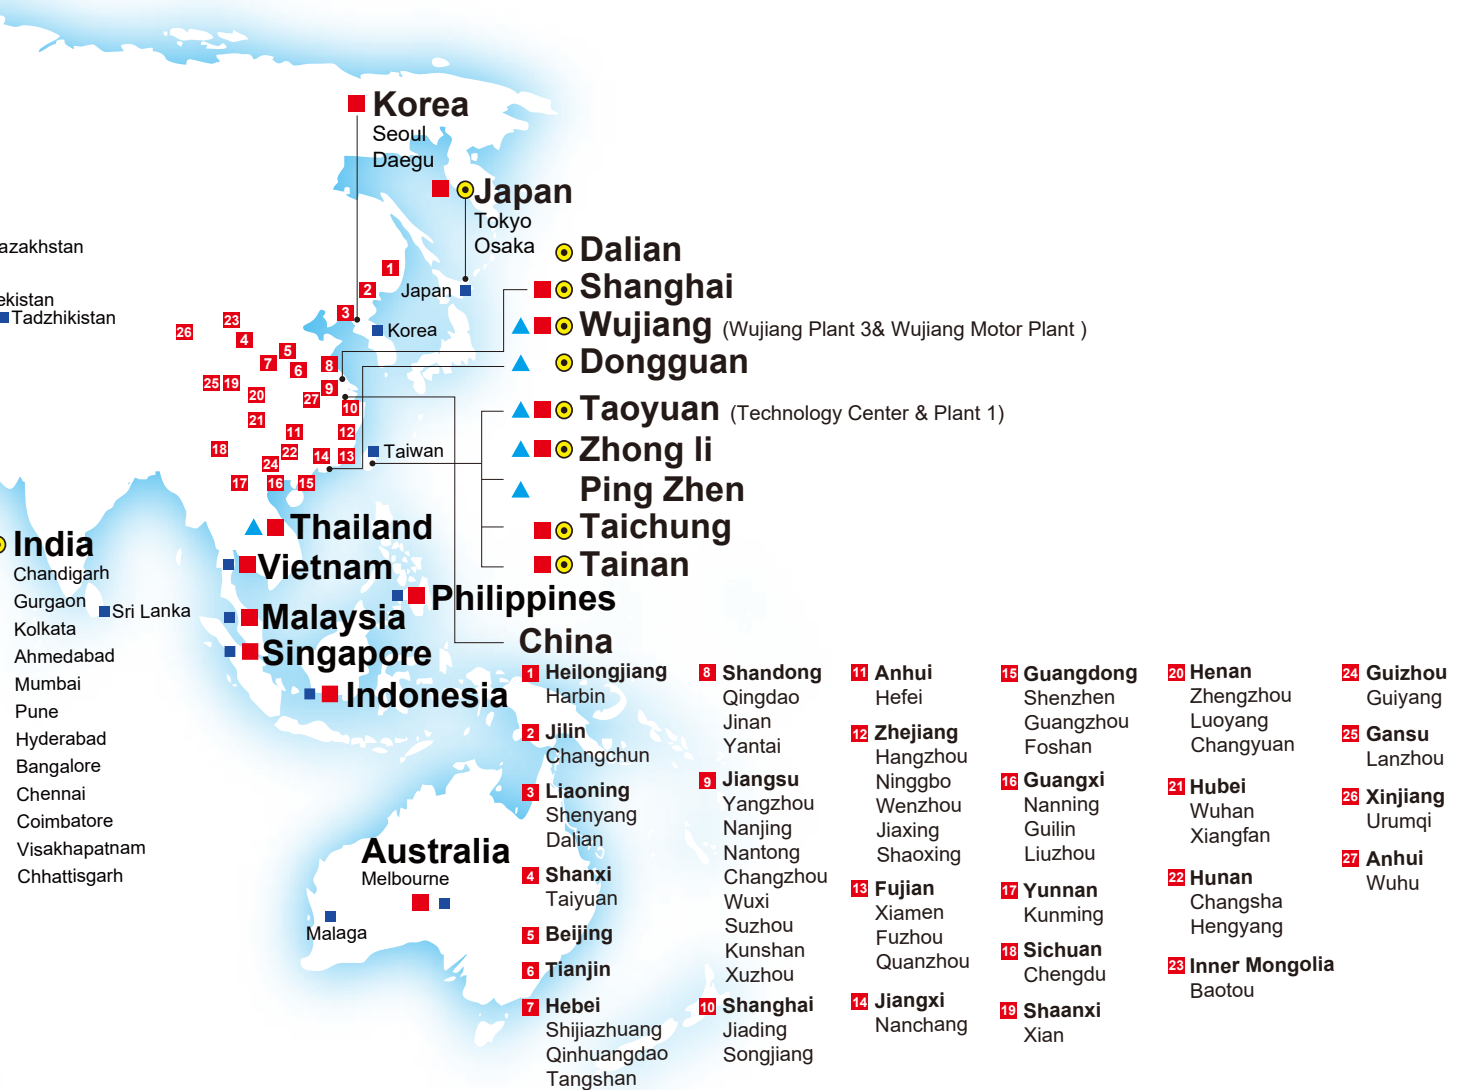 Korea
Seoul
Daegu
Japan
Tokyo
Osaka
azakhstan
ekistan
Tadzhikistan
Japan
Korea
Taiwan
1
2
3
23
26
4
5
7
6
8
25
19
20
27
9
10
21
11
12
18
22
14
13
24
17
16
15
Dalian
Shanghai
Wujiang (Wujiang Plant 3& Wujiang Motor Plant )
Dongguan
Taoyuan (Technology Center & Plant 1)
Zhong li
Ping Zhen
Taichung
Tainan
Thailand
Vietnam
Philippines
Malaysia
Singapore
Indonesia
India
Chandigarh
Gurgaon
Kolkata
Ahmedabad
Mumbai
Pune
Hyderabad
Bangalore
Chennai
Coimbatore
Visakhapatnam
Chhattisgarh
Sri Lanka
Australia
Melbourne
Malaga
China
1 Heilongjiang
Harbin
2 Jilin
Changchun
3 Liaoning
Shenyang
Dalian
4 Shanxi
Taiyuan
5 Beijing
6 Tianjin
7 Hebei
Shijiazhuang
Qinhuangdao
Tangshan
8 Shandong
Qingdao
Jinan
Yantai
9 Jiangsu
Yangzhou
Nanjing
Nantong
Changzhou
Wuxi
Suzhou
Kunshan
Xuzhou
10 Shanghai
Jiading
Songjiang
11 Anhui
Hefei
12 Zhejiang
Hangzhou
Ninggbo
Wenzhou
Jiaxing
Shaoxing
13 Fujian
Xiamen
Fuzhou
Quanzhou
14 Jiangxi
Nanchang
15 Guangdong
Shenzhen
Guangzhou
Foshan
16 Guangxi
Nanning
Guilin
Liuzhou
17 Yunnan
Kunming
18 Sichuan
Chengdu
19 Shaanxi
Xian
20 Henan
Zhengzhou
Luoyang
Changyuan
21 Hubei
Wuhan
Xiangfan
22 Hunan
Changsha
Hengyang
23 Inner Mongolia
Baotou
24 Guizhou
Guiyang
25 Gansu
Lanzhou
26 Xinjiang
Urumqi
27 Anhui
Wuhu